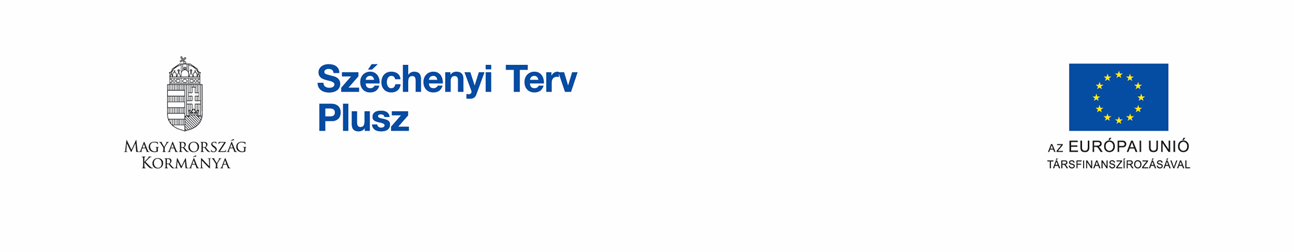 Széchenyi Terv
Plusz
MAGYARORSZÁG
KORMÁNYA
AZ EURÓPAI UNIÓ
TÁRSFINANSZÍROZÁSÁVAL